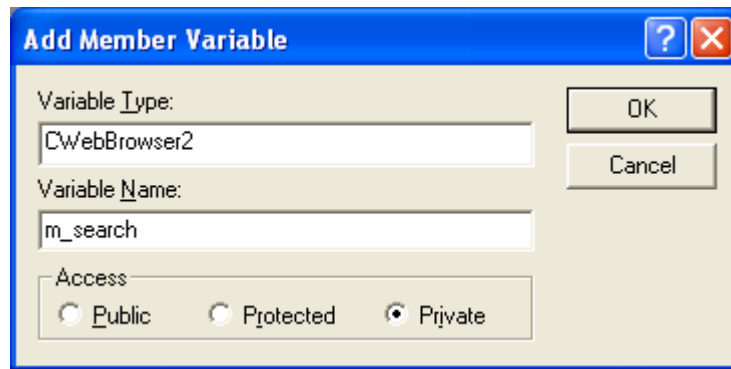 Add Member Variable
Variable Type:
OK
CWebBrowser2
Cancel
Variable Name:
m_search
Access
Public Protected Private